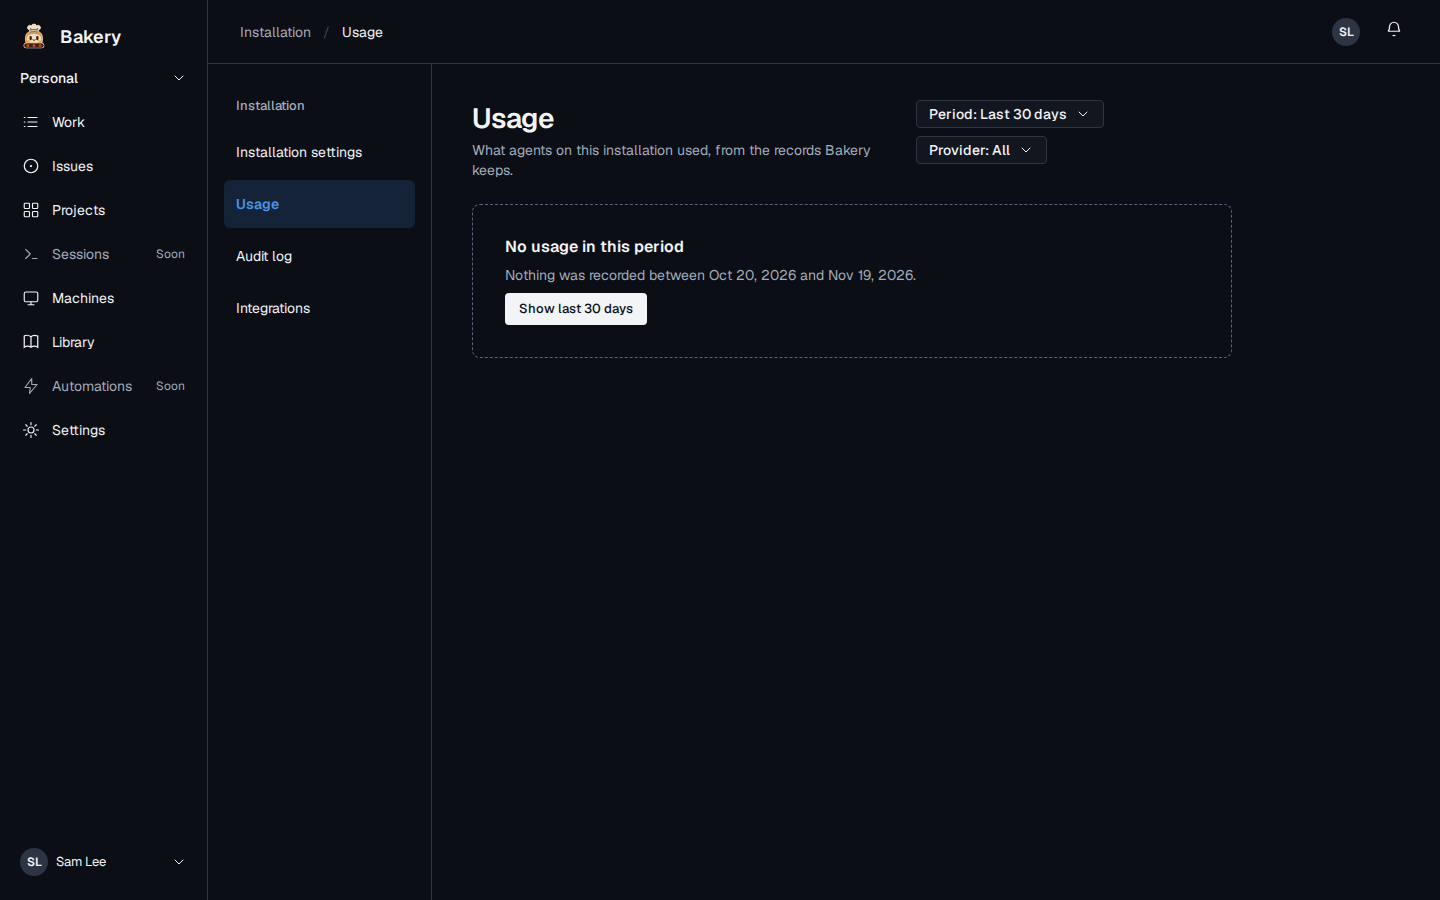 Bakery
Personal
Work
Issues
Projects
Sessions Soon
Machines
Library
Automations Soon
Settings
SL Sam Lee
Installation / Usage
SL
Installation
Installation settings
Usage
Audit log
Integrations
Usage
What agents on this installation used, from the records Bakery
keeps.
Period: Last 30 days
Provider: All
No usage in this period
Nothing was recorded between Oct 20, 2026 and Nov 19, 2026.
Show last 30 days